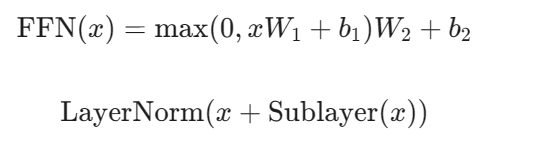 FFN(x) = max(0, xW₁ + b₁)W₂ + b₂
LayerNorm(x + Sublayer(x))